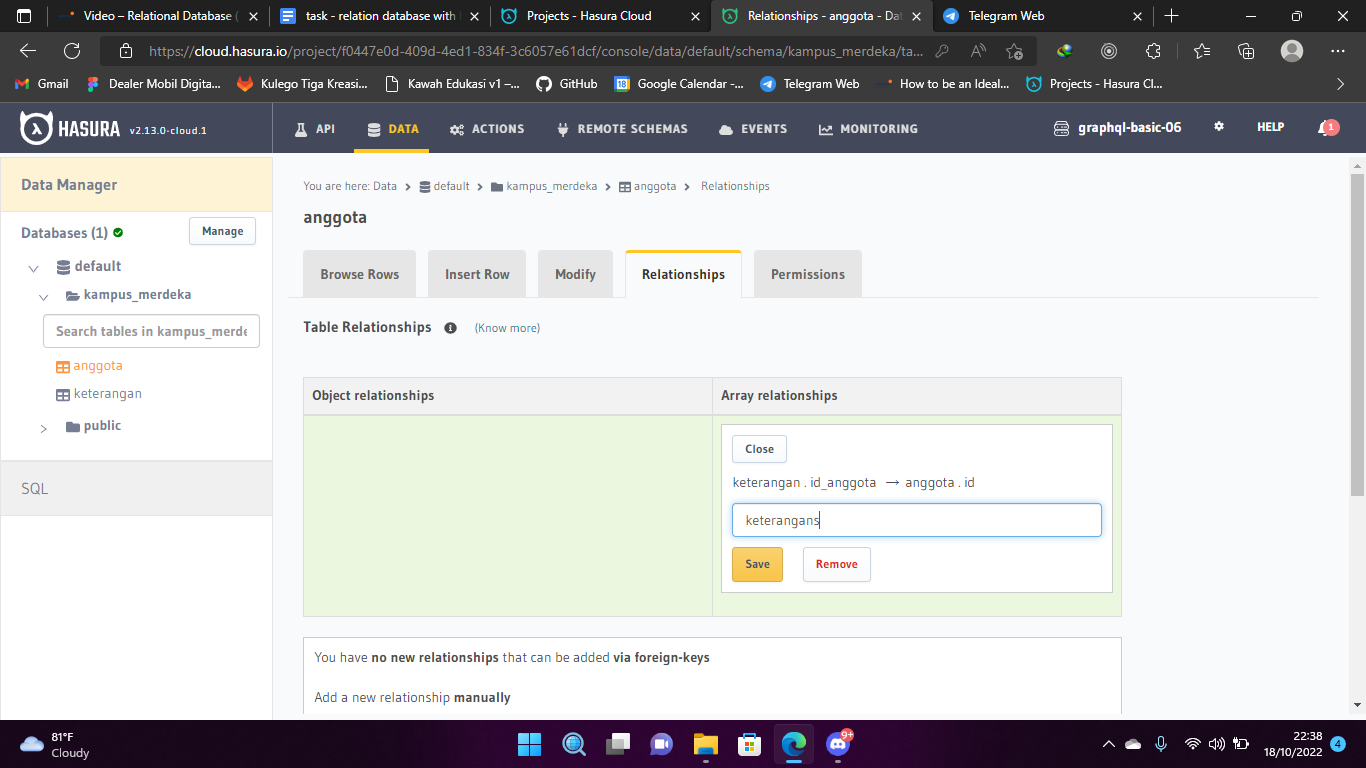 Video – Relational Database (
task - relation database with
Projects - Hasura Cloud
Relationships - anggota - Dat
Telegram Web
https://cloud.hasura.io/project/f0447e0d-409d-4ed1-834f-3c6057e61dcf/console/data/default/schema/kampus_merdeka/ta...
Gmail
Dealer Mobil Digita...
Kulego Tiga Kreasi...
Kawah Edukasi v1 –...
GitHub
18
Google Calendar -...
Telegram Web
How to be an Ideal...
Projects - Hasura Cl...
HASURA v2.13.0-cloud.1
API
DATA
ACTIONS
REMOTE SCHEMAS
EVENTS
MONITORING
graphql-basic-06
HELP
1
Data Manager
Databases (1)
Manage
default
kampus_merdeka
Search tables in kampus_merde
anggota
keterangan
public
SQL
You are here: Data > default > kampus_merdeka > anggota > Relationships
anggota
Browse Rows
Insert Row
Modify
Relationships
Permissions
Table Relationships
(Know more)
Object relationships
Array relationships
Close
keterangan . id_anggota → anggota . id
keterangans
Save
Remove
You have no new relationships that can be added via foreign-keys
Add a new relationship manually
81°F
Cloudy
9+
22:38
18/10/2022
4